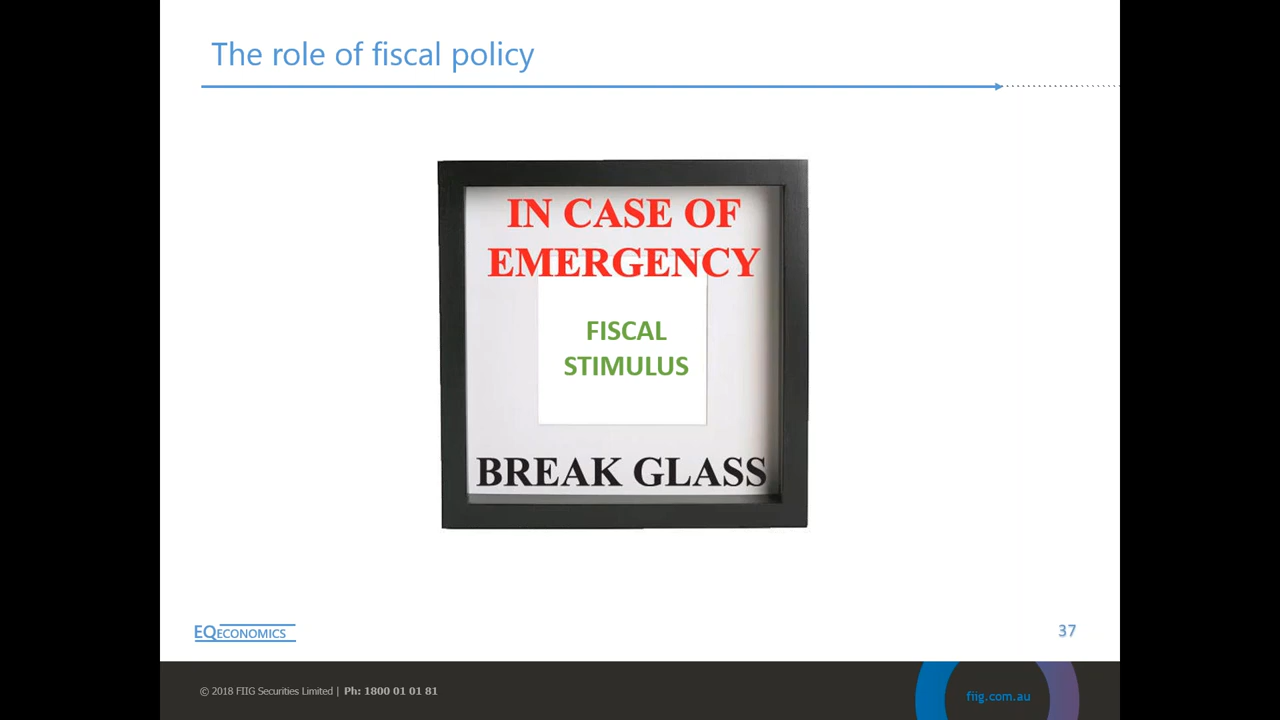 The role of fiscal policy
IN CASE OF
EMERGENCY
FISCAL
STIMULUS
BREAK GLASS
EQECONOMICS
37
© 2018 FIIG Securities Limited | Ph: 1800 01 01 81
fiig.com.au